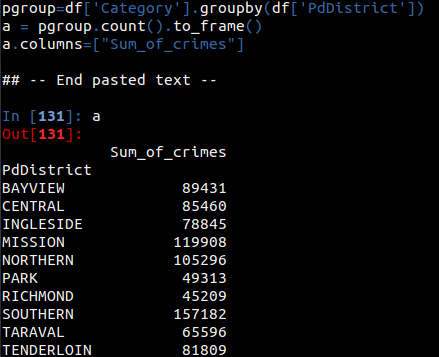 pgroup=df['Category'].groupby(df['PdDistrict'])
a = pgroup.count().to_frame()
a.columns=["Sum_of_crimes"]
## -- End pasted text --
In [131]: a
Out[131]:
Sum_of_crimes
PdDistrict
BAYVIEW 89431
CENTRAL 85460
INGLESIDE 78845
MISSION 119908
NORTHERN 105296
PARK 49313
RICHMOND 45209
SOUTHERN 157182
TARAVAL 65596
TENDERLOIN 81809